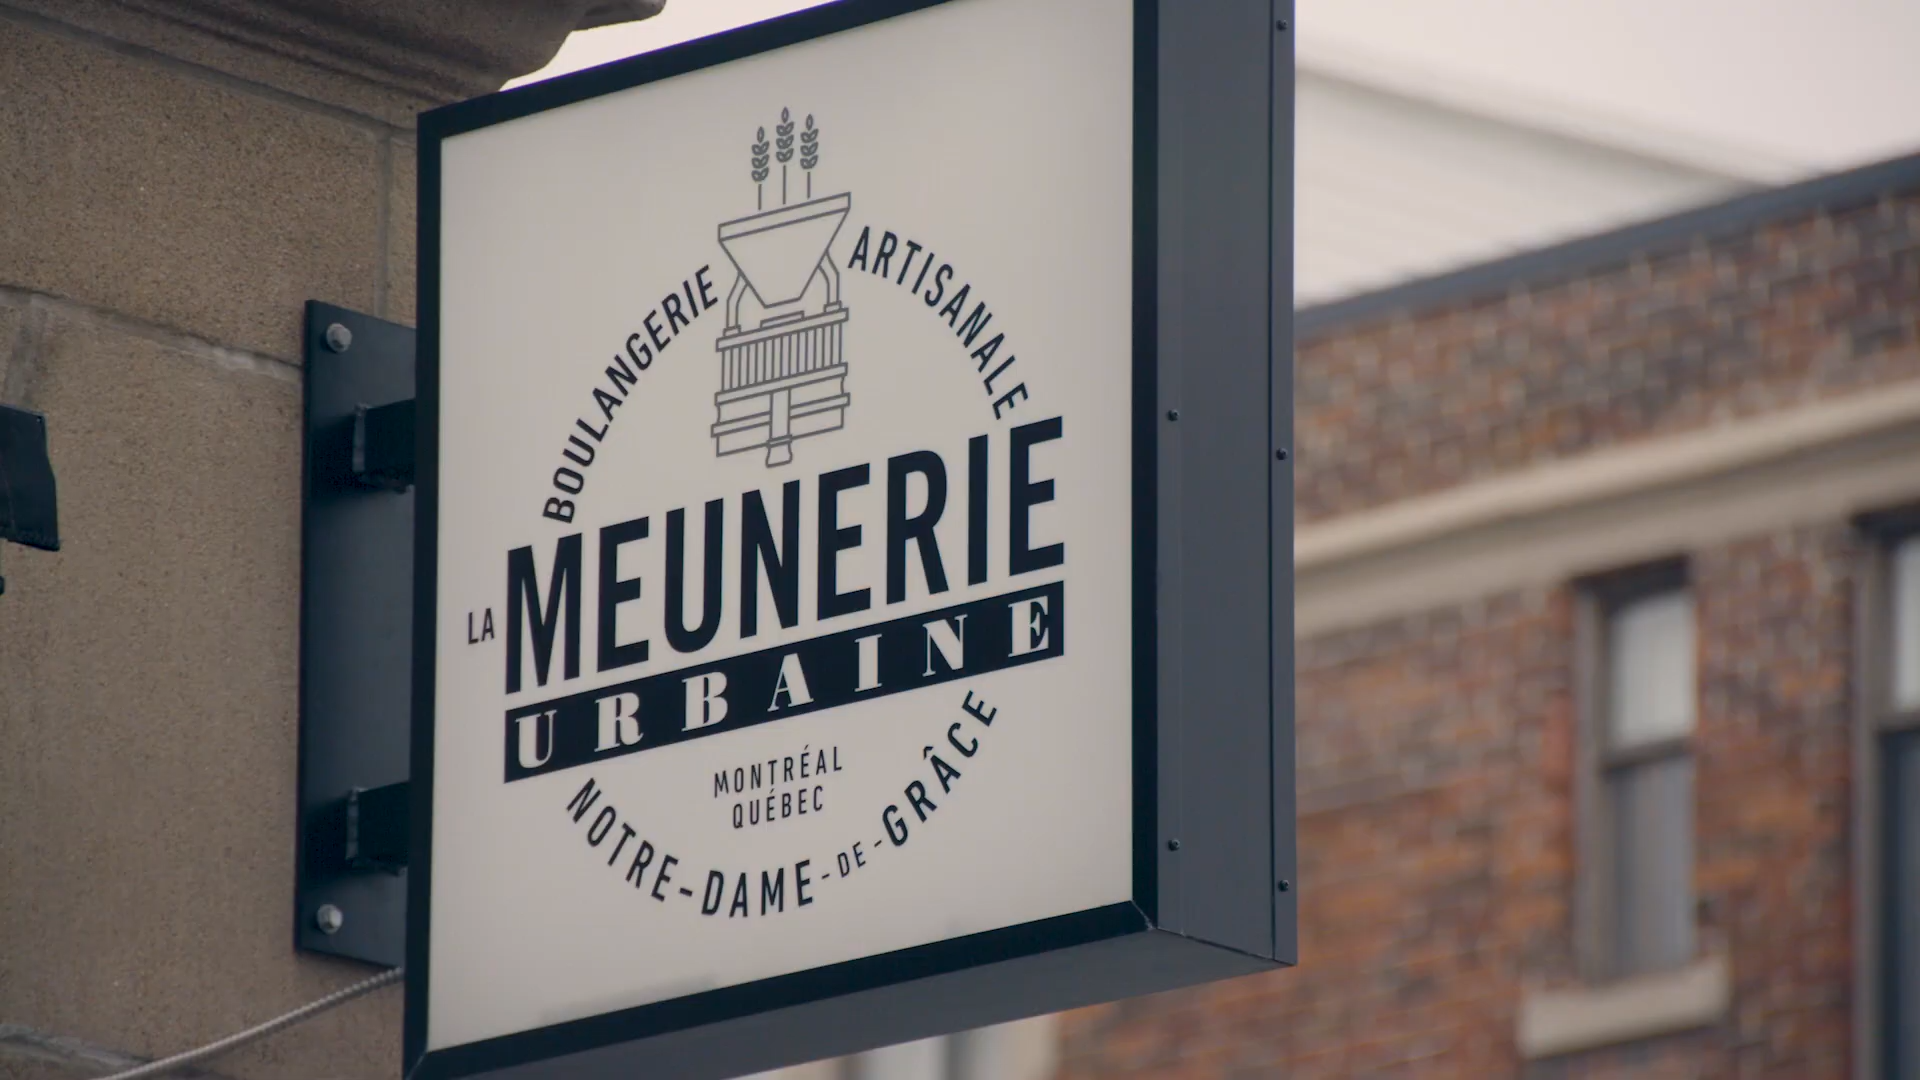 BOULANGERIE ARTISANALE
LA MEUNERIE
URBAINE
MONTRÉAL
QUÉBEC
NOTRE-DAME-DE-GRÂCE